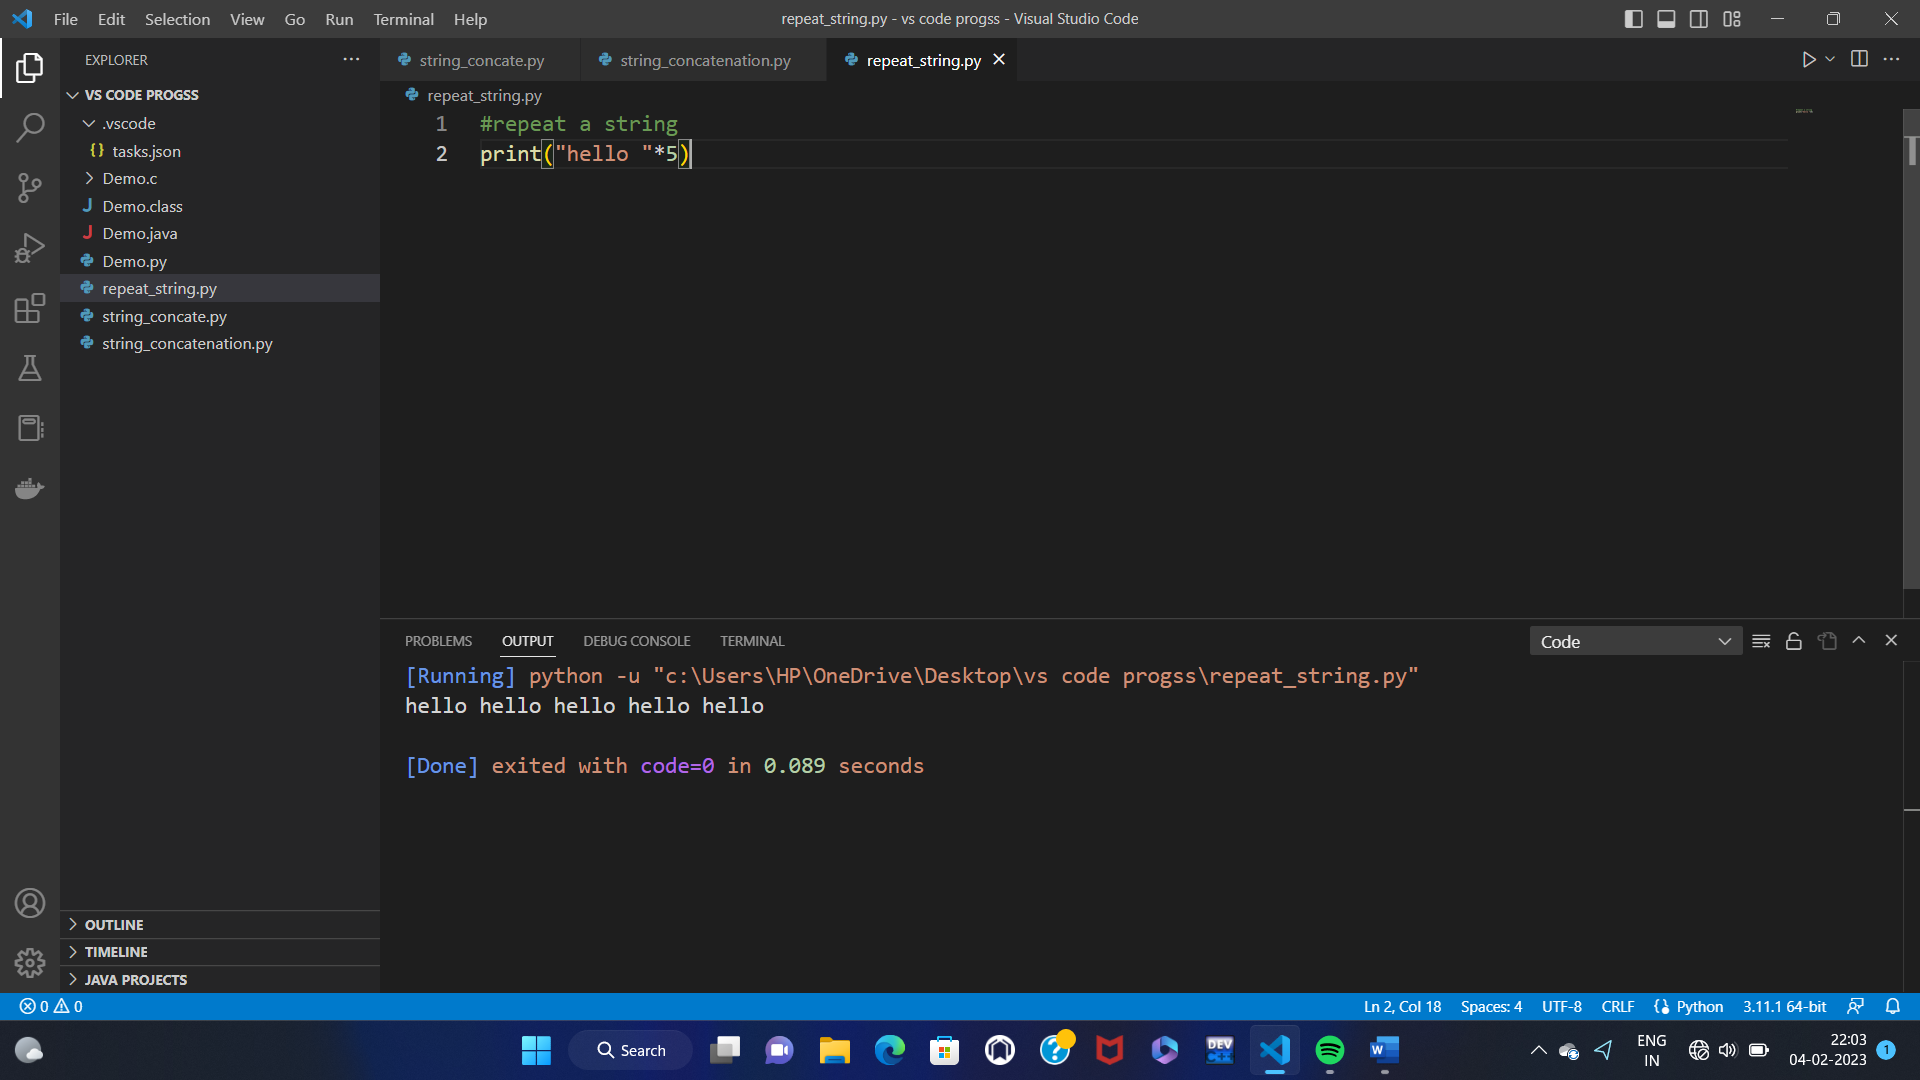 File Edit Selection View Go Run Terminal Help
repeat_string.py - vs code progss - Visual Studio Code
EXPLORER
VS CODE PROGSS
.vscode
{} tasks.json
Demo.c
J Demo.class
J Demo.java
Demo.py
repeat_string.py
string_concate.py
string_concatenation.py
OUTLINE
TIMELINE
JAVA PROJECTS
string_concate.py string_concatenation.py repeat_string.py
repeat_string.py
1 #repeat a string
2 print("hello "*5)
PROBLEMS OUTPUT DEBUG CONSOLE TERMINAL Code
[Running] python -u "c:\Users\HP\OneDrive\Desktop\vs code progss\repeat_string.py"
hello hello hello hello hello
[Done] exited with code=0 in 0.089 seconds
0 0 Ln 2, Col 18 Spaces: 4 UTF-8 CRLF {} Python 3.11.1 64-bit
Search DEV C++ W ENG IN 22:03 04-02-2023 1